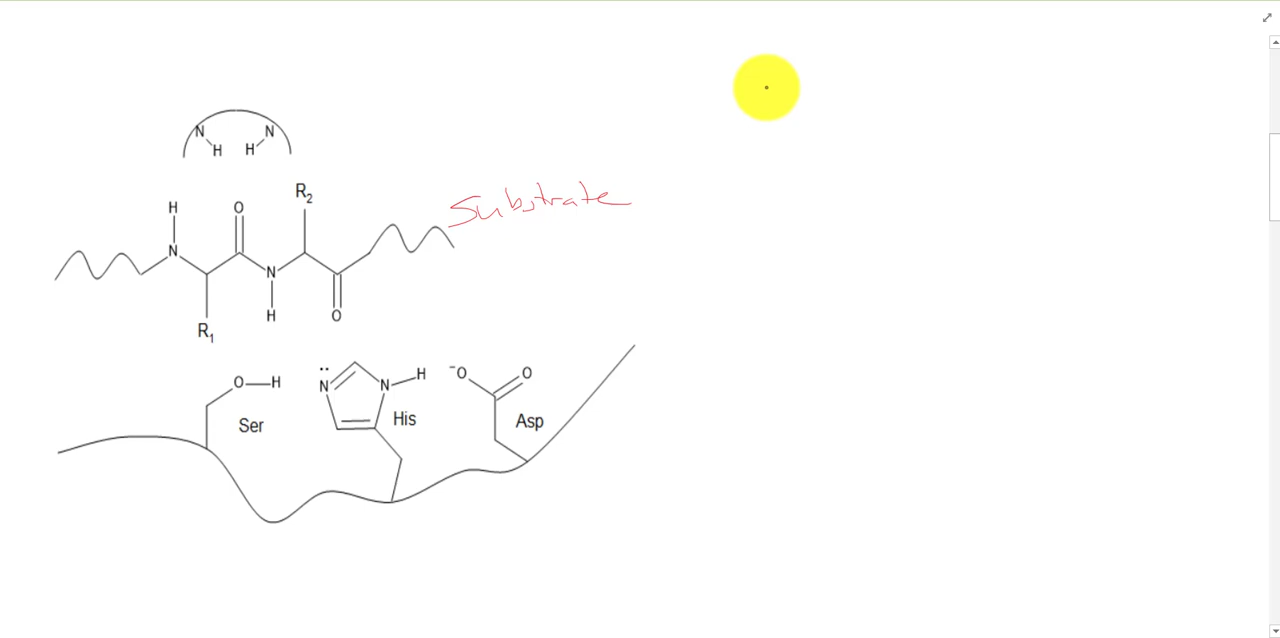 N N
H H
R2
Substrate
H O
N
N
H O
R1
O—H N N H ⁻O O
Ser His Asp